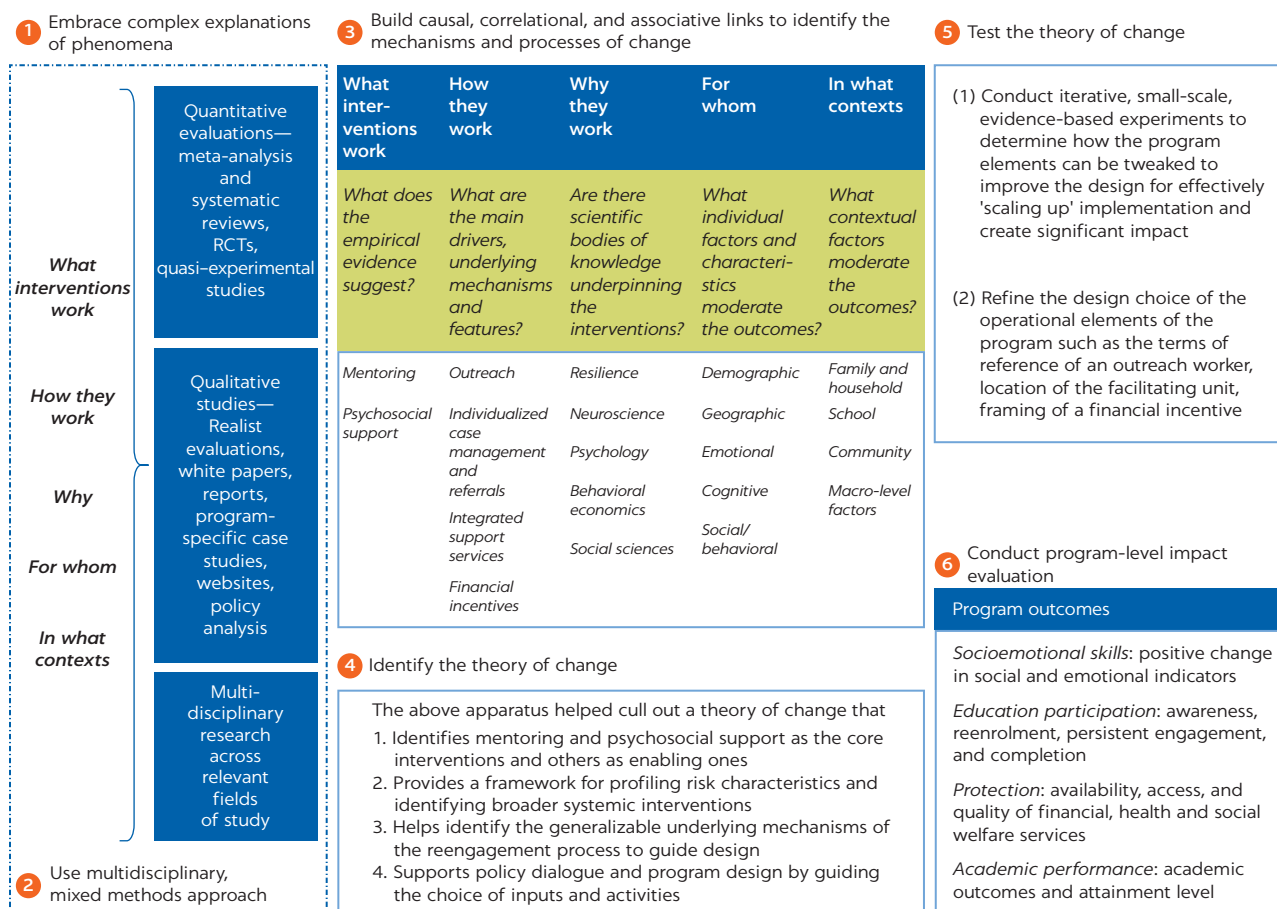 1 Embrace complex explanations
of phenomena
What
interventions
work
How they
work
Why
For whom
In what
contexts
Quantitative
evaluations—
meta-analysis
and
systematic
reviews,
RCTs,
quasi-experimental
studies
Qualitative
studies—
Realist
evaluations,
white papers,
reports,
program-
specific case
studies,
websites,
policy
analysis
Multi-
disciplinary
research
across
relevant
fields
of study
2 Use multidisciplinary,
mixed methods approach
3 Build causal, correlational, and associative links to identify the
mechanisms and processes of change
What
inter-
ventions
work
How
they
work
Why
they
work
For
whom
In what
contexts
What does
the
empirical
evidence
suggest?
What are
the main
drivers,
underlying
mechanisms
and
features?
Are there
scientific
bodies of
knowledge
underpinning
the
interventions?
What
individual
factors and
characteri-
stics
moderate
the outcomes?
What
contextual
factors
moderate
the
outcomes?
Mentoring
Psychosocial
support
Outreach
Individualized
case
management
and
referrals
Integrated
support
services
Financial
incentives
Resilience
Neuroscience
Psychology
Behavioral
economics
Social sciences
Demographic
Geographic
Emotional
Cognitive
Social/
behavioral
Family and
household
School
Community
Macro-level
factors
4 Identify the theory of change
The above apparatus helped cull out a theory of change that
1. Identifies mentoring and psychosocial support as the core
interventions and others as enabling ones
2. Provides a framework for profiling risk characteristics and
identifying broader systemic interventions
3. Helps identify the generalizable underlying mechanisms of
the reengagement process to guide design
4. Supports policy dialogue and program design by guiding
the choice of inputs and activities
5 Test the theory of change
(1) Conduct iterative, small-scale,
evidence-based experiments to
determine how the program
elements can be tweaked to
improve the design for effectively
'scaling up' implementation and
create significant impact
(2) Refine the design choice of the
operational elements of the
program such as the terms of
reference of an outreach worker,
location of the facilitating unit,
framing of a financial incentive
6 Conduct program-level impact
evaluation
Program outcomes
Socioemotional skills: positive change
in social and emotional indicators
Education participation: awareness,
reenrolment, persistent engagement,
and completion
Protection: availability, access, and
quality of financial, health and social
welfare services
Academic performance: academic
outcomes and attainment level